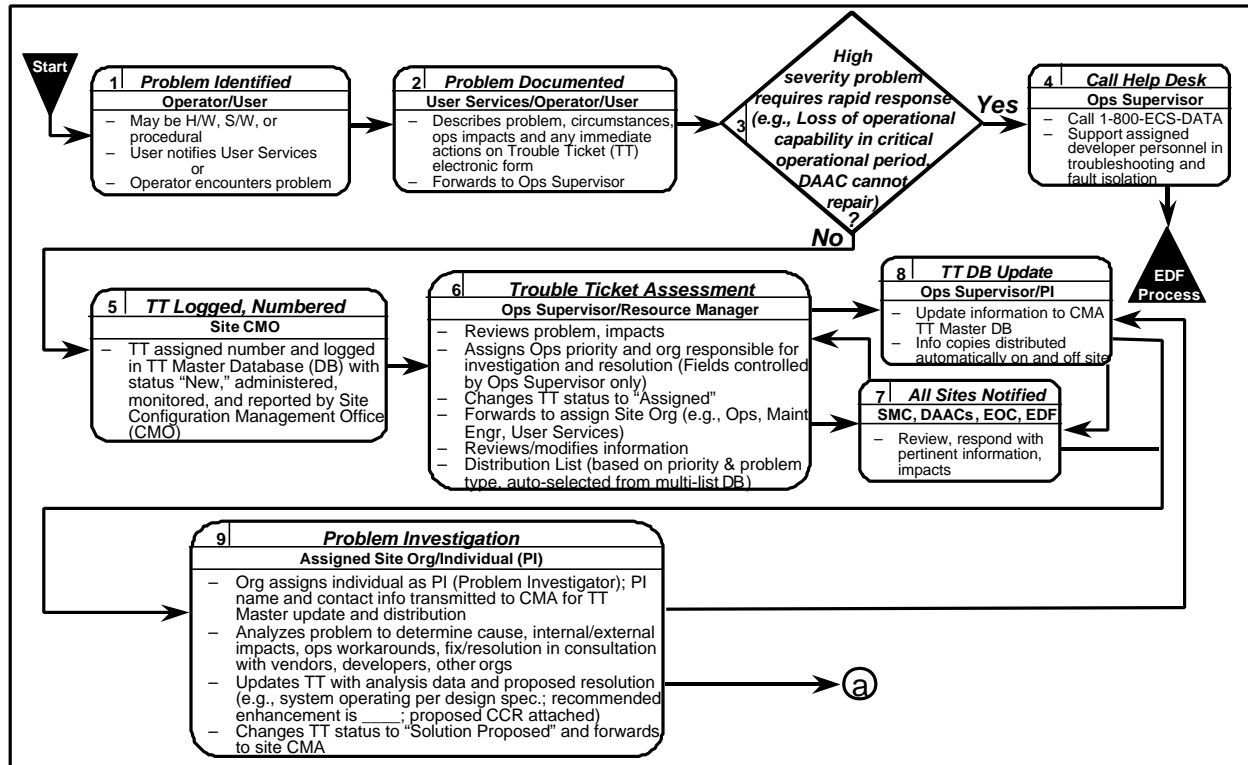 Start
1 Problem Identified
Operator/User
– May be H/W, S/W, or
procedural
– User notifies User Services
or
– Operator encounters problem
2 Problem Documented
User Services/Operator/User
– Describes problem, circumstances,
ops impacts and any immediate
actions on Trouble Ticket (TT)
electronic form
– Forwards to Ops Supervisor
High
severity problem
requires rapid response
3 (e.g., Loss of operational
capability in critical
operational period,
DAAC cannot
repair)
?
Yes
No
4 Call Help Desk
Ops Supervisor
– Call 1-800-ECS-DATA
– Support assigned
developer personnel in
troubleshooting and
fault isolation
EDF
Process
5 TT Logged, Numbered
Site CMO
– TT assigned number and logged
in TT Master Database (DB) with
status “New,” administered,
monitored, and reported by Site
Configuration Management Office
(CMO)
6 Trouble Ticket Assessment
Ops Supervisor/Resource Manager
– Reviews problem, impacts
– Assigns Ops priority and org responsible for
investigation and resolution (Fields controlled
by Ops Supervisor only)
– Changes TT status to “Assigned”
– Forwards to assign Site Org (e.g., Ops, Maint
Engr, User Services)
– Reviews/modifies information
– Distribution List (based on priority & problem
type, auto-selected from multi-list DB)
8 TT DB Update
Ops Supervisor/PI
– Update information to CMA
TT Master DB
– Info copies distributed
automatically on and off site
7 All Sites Notified
SMC, DAACs, EOC, EDF
– Review, respond with
pertinent information,
impacts
9 Problem Investigation
Assigned Site Org/Individual (PI)
– Org assigns individual as PI (Problem Investigator); PI
name and contact info transmitted to CMA for TT
Master update and distribution
– Analyzes problem to determine cause, internal/external
impacts, ops workarounds, fix/resolution in consultation
with vendors, developers, other orgs
– Updates TT with analysis data and proposed resolution
(e.g., system operating per design spec.; recommended
enhancement is ____; proposed CCR attached)
– Changes TT status to “Solution Proposed” and forwards
to site CMA
a